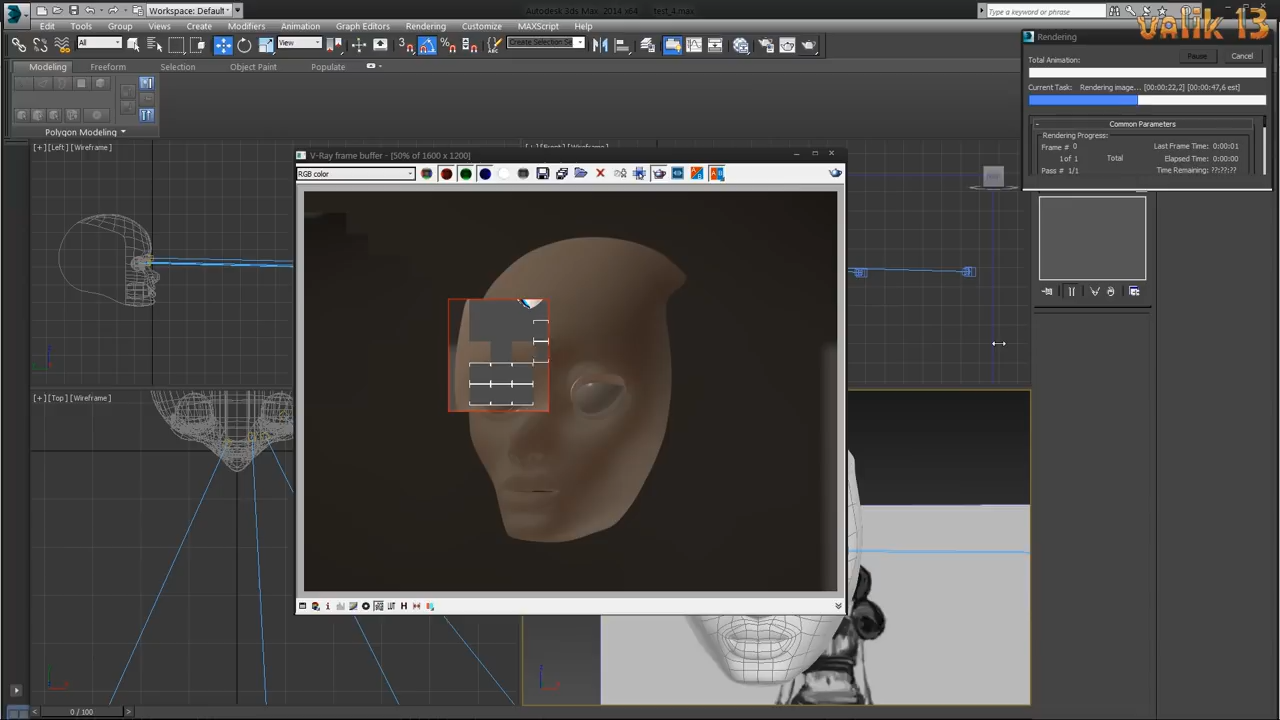 Workspace: Default
Autodesk 3ds Max 2014 x64
test_4.max
Type a keyword or phrase
valik 13
Edit Tools Group Views Create Modifiers Animation Graph Editors Rendering Customize MAXScript Help
All
View
Create Selection Se
Modeling Freeform Selection Object Paint Populate
Polygon Modeling
Rendering
Total Animation:
Pause
Cancel
Current Task: Rendering image... [00:00:22,2] [00:00:47,6 est]
Common Parameters
Rendering Progress:
Frame # 0 Last Frame Time: 0:00:01
1 of 1 Total Elapsed Time: 0:00:00
Pass # 1/1 Time Remaining: ??:??:??
[+] [Left] [Wireframe]
[+] [Front] [Wireframe]
V-Ray frame buffer - [50% of 1600 x 1200]
RGB color
[+] [Top] [Wireframe]
0 / 100